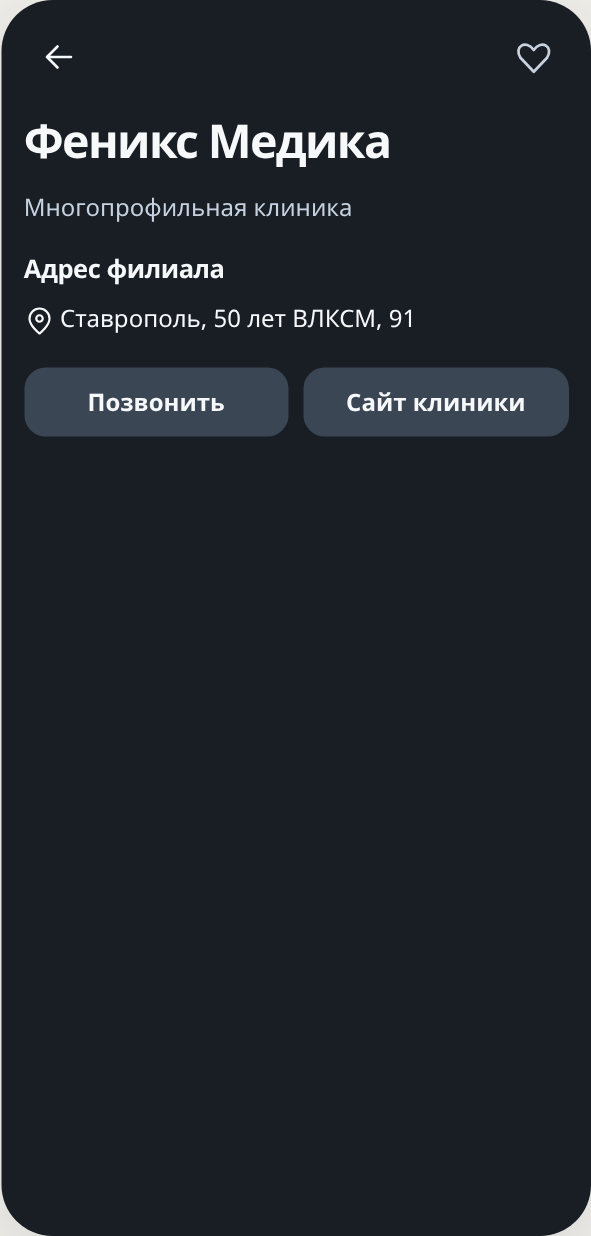 Феникс Медика
Многопрофильная клиника
Адрес филиала
Ставрополь, 50 лет ВЛКСМ, 91
Позвонить
Сайт клиники